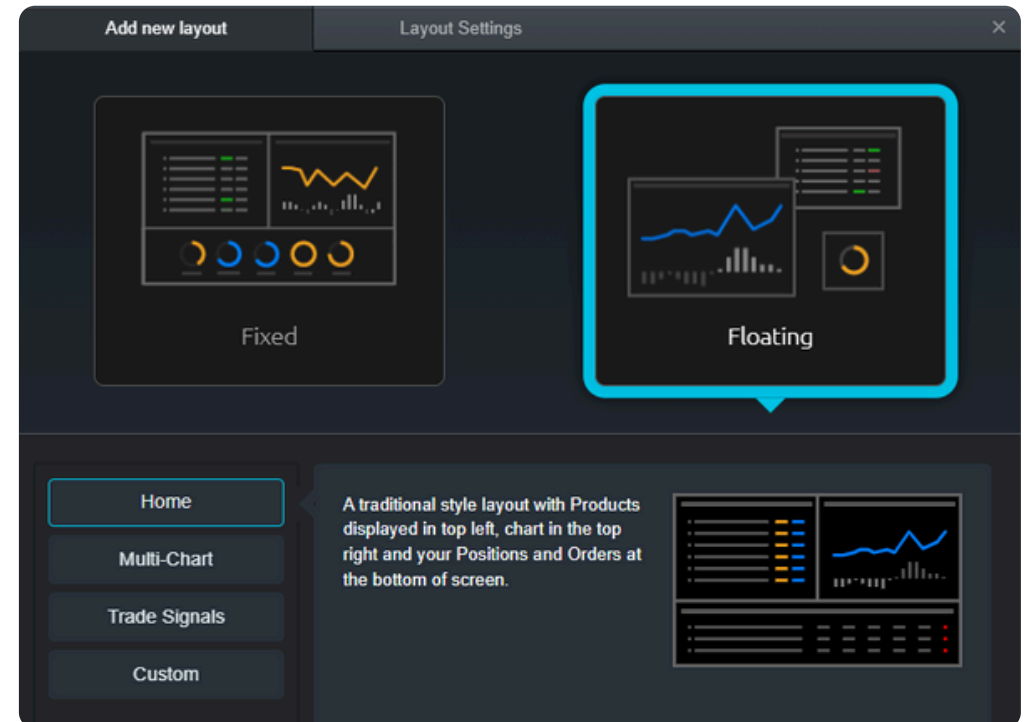 Add new layout
Layout Settings
×
Fixed
Floating
Home
Multi-Chart
Trade Signals
Custom
A traditional style layout with Products
displayed in top left, chart in the top
right and your Positions and Orders at
the bottom of screen.